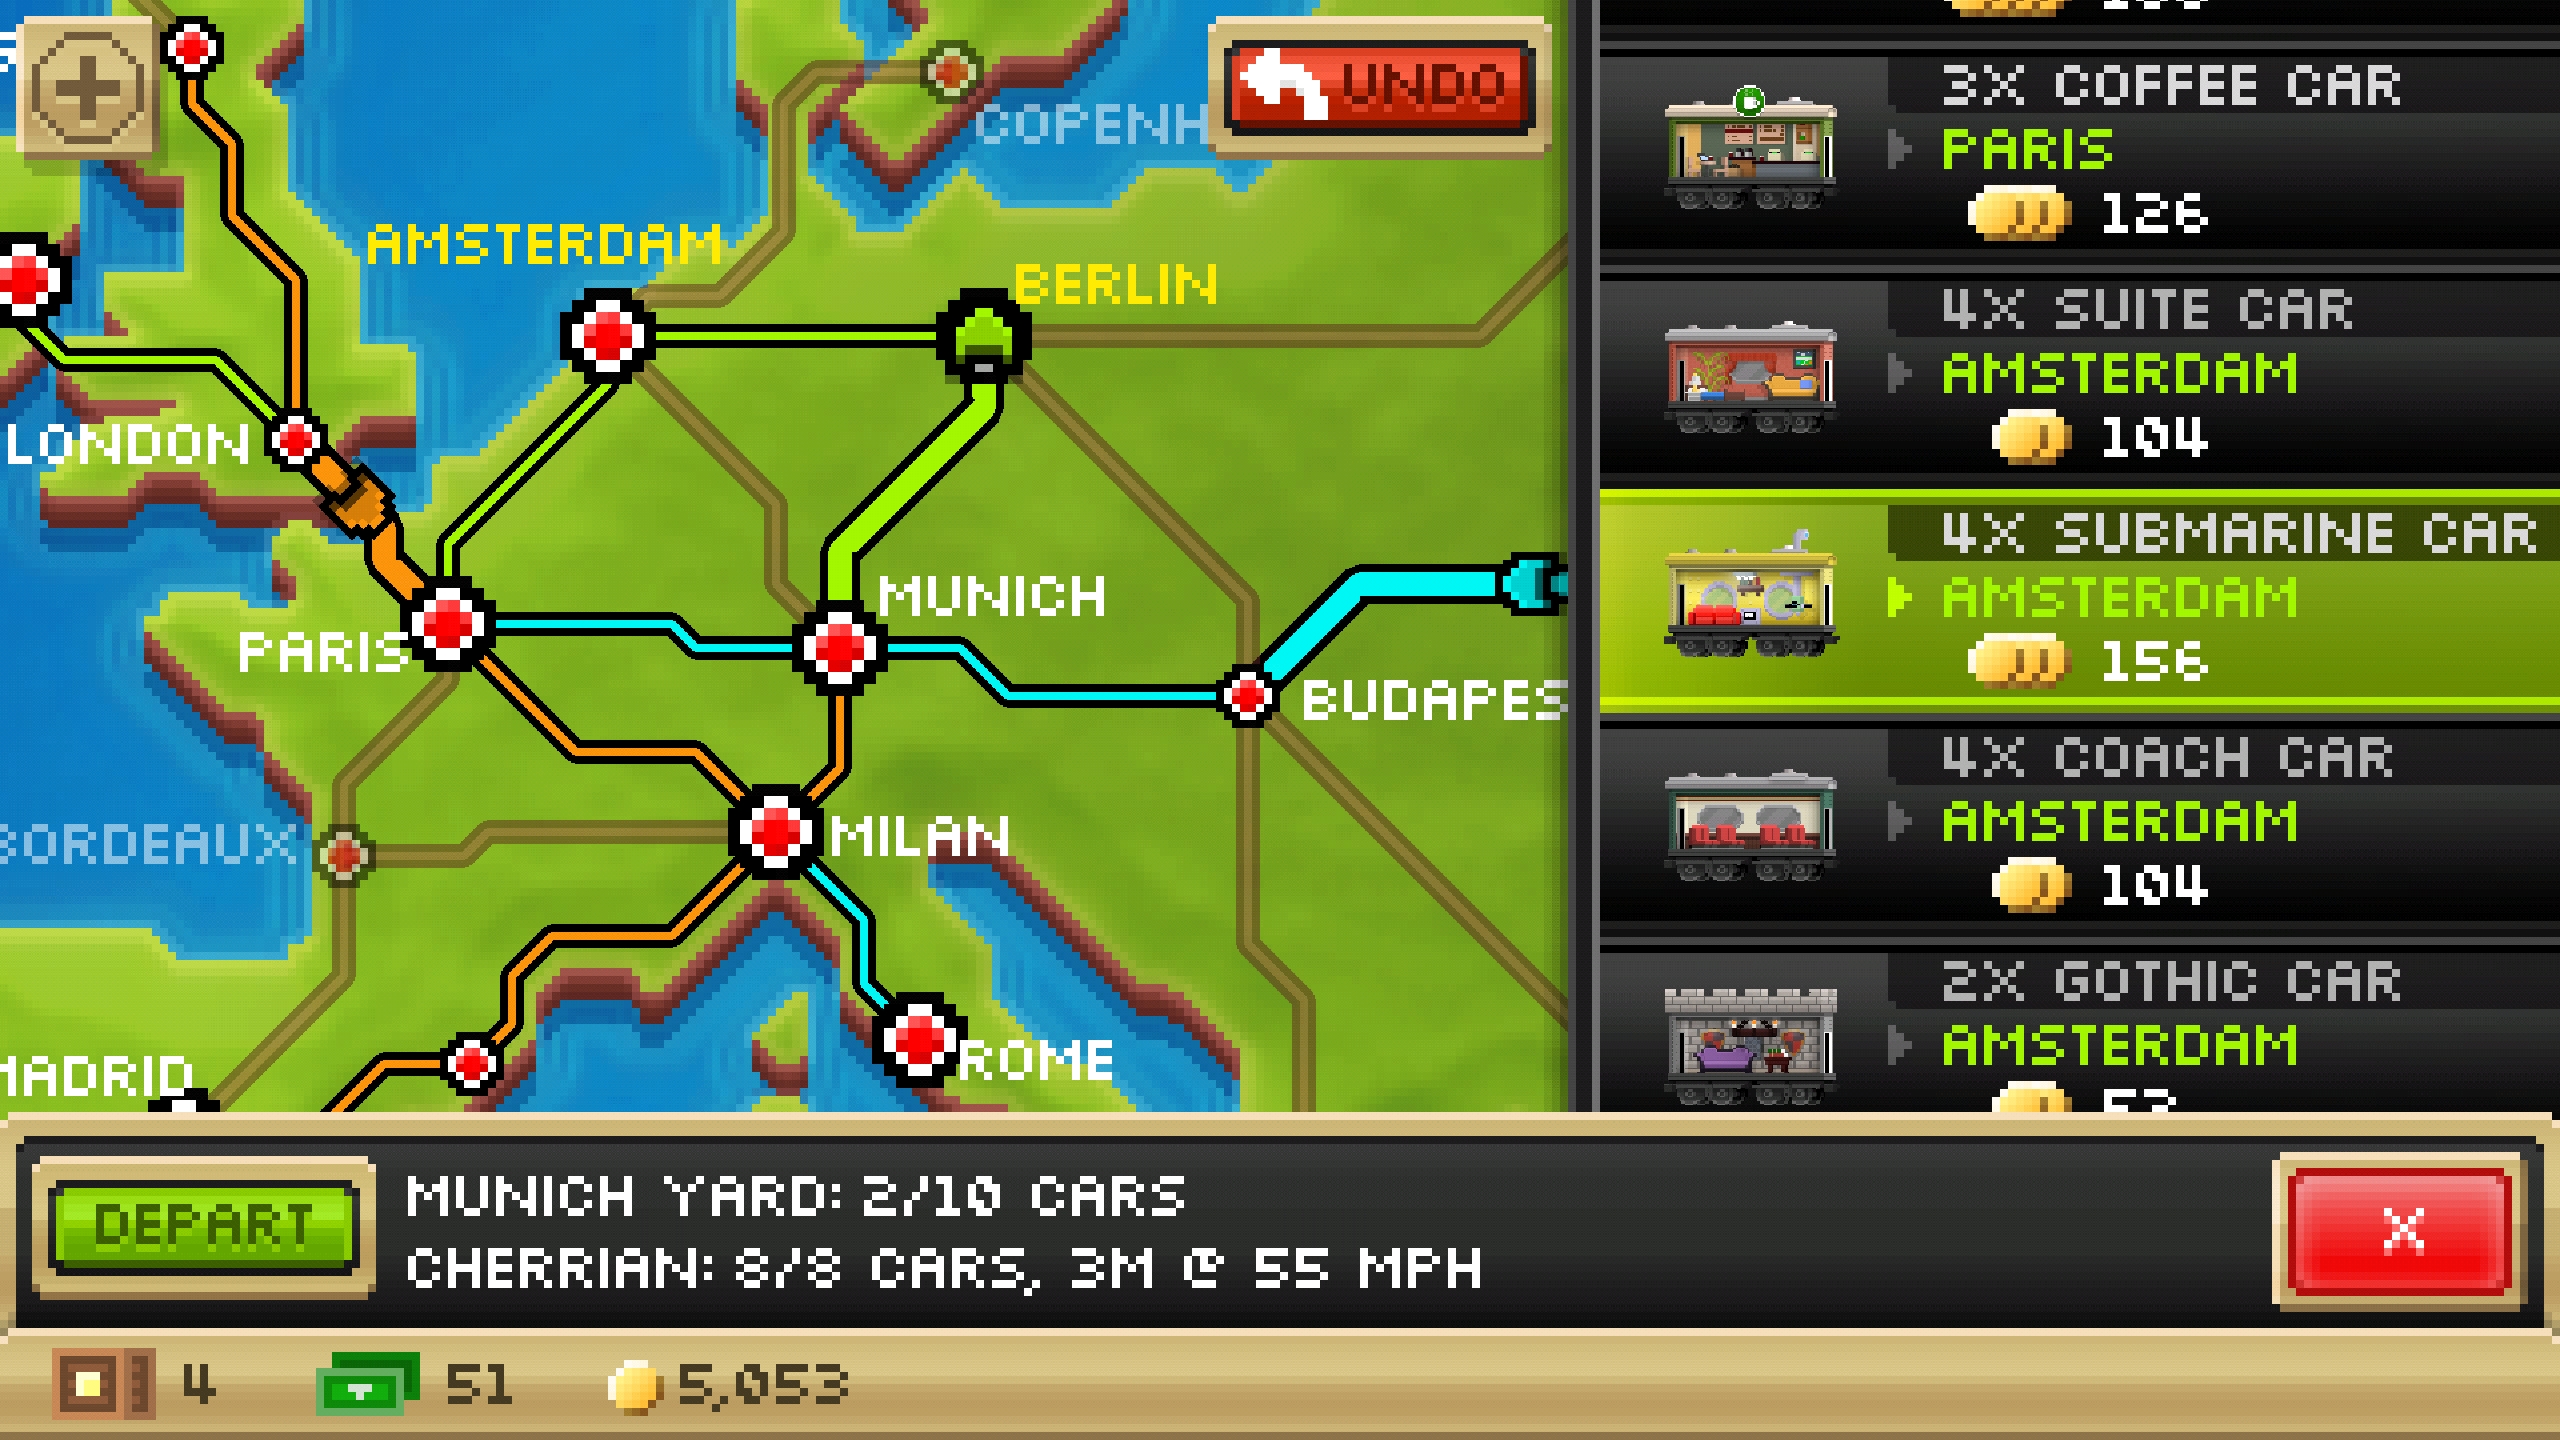 COPENH
UNDO
AMSTERDAM
BERLIN
LONDON
MUNICH
PARIS
BUDAPES
BORDEAUX
MILAN
MADRID
ROME
3X COFFEE CAR
PARIS
126
4X SUITE CAR
AMSTERDAM
104
4X SUBMARINE CAR
AMSTERDAM
156
4X COACH CAR
AMSTERDAM
104
2X GOTHIC CAR
AMSTERDAM
DEPART
MUNICH YARD: 2/10 CARS
CHERRIAN: 8/8 CARS, 3M @ 55 MPH
X
4
51
5,053